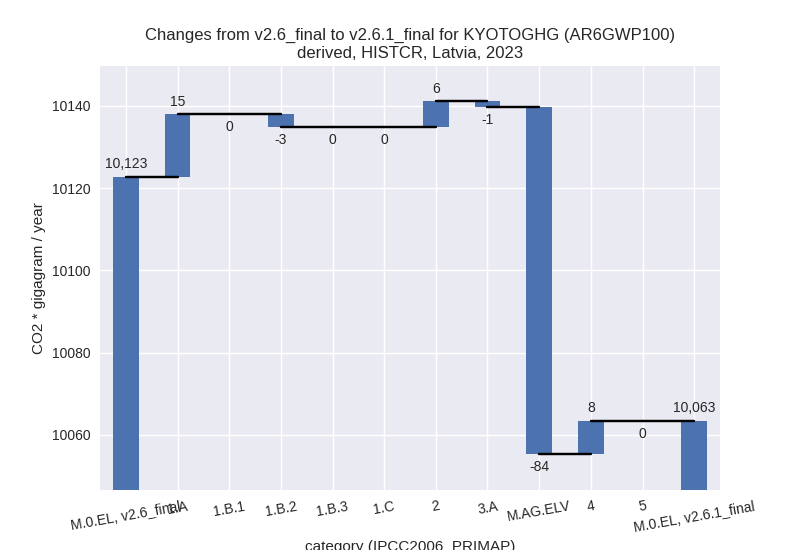 Changes from v2.6_final to v2.6.1_final for KYOTOGHG (AR6GWP100)
derived, HISTCR, Latvia, 2023
CO2 * gigagram / year
10140
10120
10100
10080
10060
10,123
15
0
-3
0
0
6
-1
-84
8
0
10,063
M.0.EL, v2.6_final
1.A
1.B.1
1.B.2
1.B.3
1.C
2
3.A
M.AG.ELV
4
5
M.0.EL, v2.6.1_final
category (IPCC2006_PRIMAP)